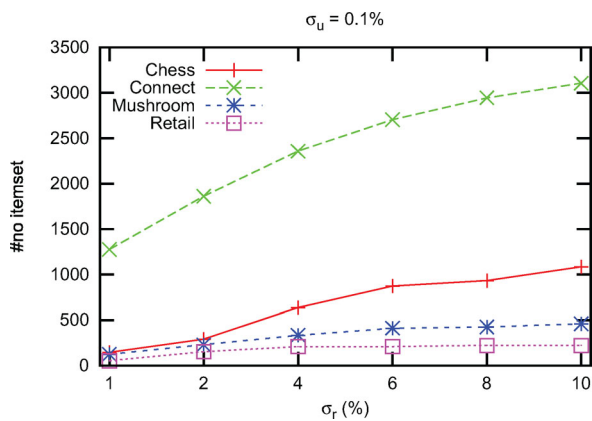 σu = 0.1%
3500
3000
2500
2000
1500
1000
500
0
#no itemset
Chess
Connect
Mushroom
Retail
1 2 4 6 8 10
σr (%)